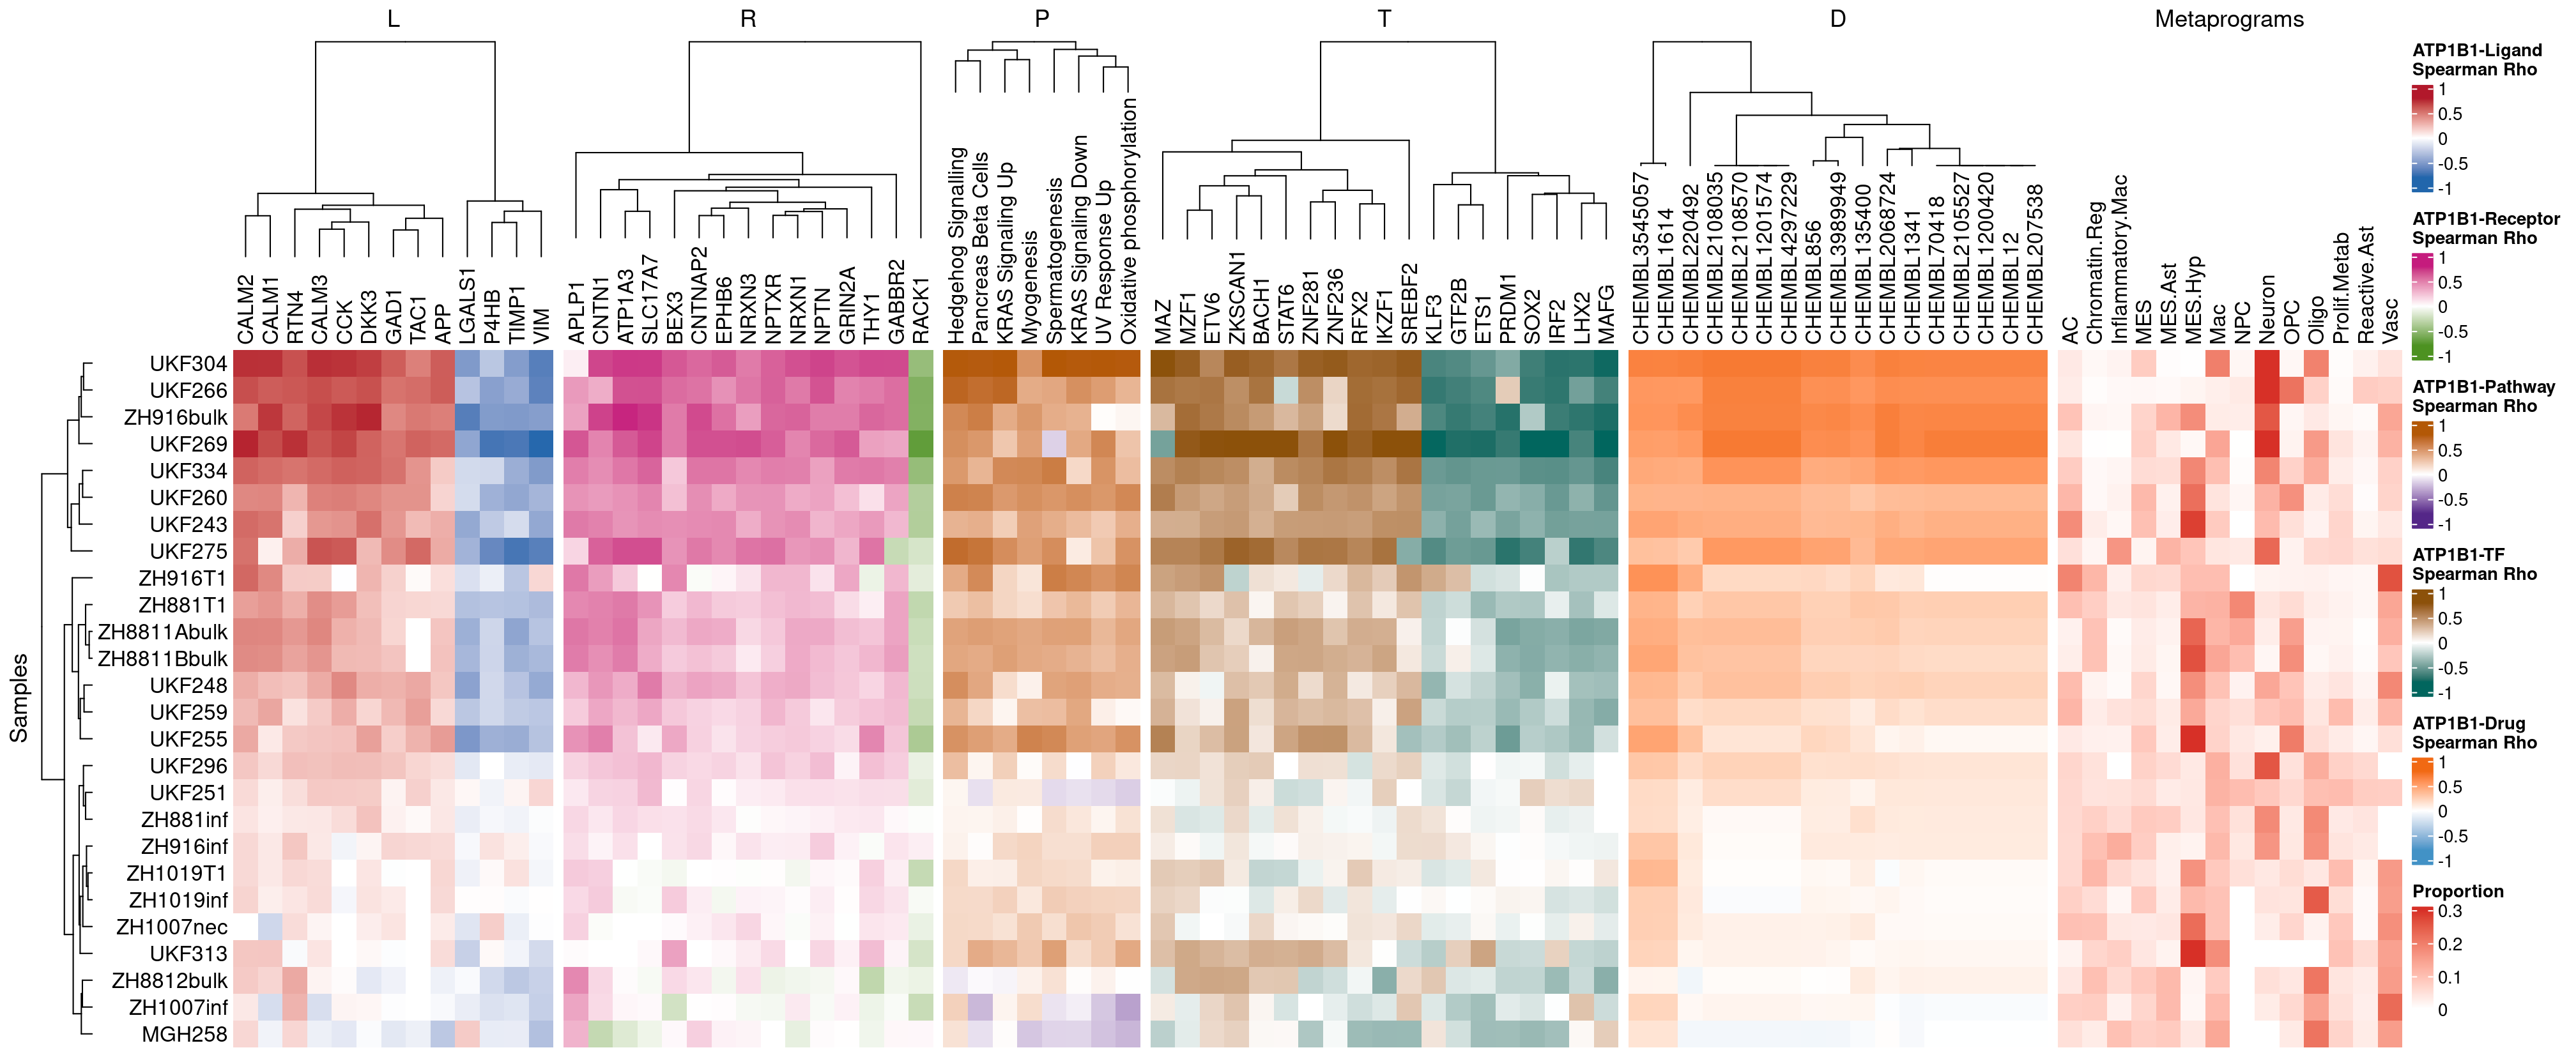 L
R
P
T
D
Metaprograms
CALM2
CALM1
RTN4
CALM3
CCK
DKK3
GAD1
TAC1
APP
LGALS1
P4HB
TIMP1
VIM
APLP1
CNTN1
ATP1A3
SLC17A7
BEX3
CNTNAP2
EPHB6
NRXN3
NPTXR
NRXN1
NPTN
GRIN2A
THY1
GABBR2
RACK1
Hedgehog Signalling
Pancreas Beta Cells
KRAS Signaling Up
Myogenesis
Spermatogenesis
KRAS Signaling Down
UV Response Up
Oxidative phosphorylation
MAZ
MZF1
ETV6
ZKSCAN1
BACH1
STAT6
ZNF281
ZNF236
RFX2
IKZF1
SREBF2
KLF3
GTF2B
ETS1
PRDM1
SOX2
IRF2
LHX2
MAFG
CHEMBL3545057
CHEMBL1614
CHEMBL220492
CHEMBL2108035
CHEMBL2108570
CHEMBL1201574
CHEMBL4297229
CHEMBL856
CHEMBL3989949
CHEMBL135400
CHEMBL2068724
CHEMBL1341
CHEMBL70418
CHEMBL2105527
CHEMBL1200420
CHEMBL12
CHEMBL207538
AC
Chromatin.Reg
Inflammatory.Mac
MES
MES.Ast
MES.Hyp
Mac
NPC
Neuron
OPC
Oligo
Prolif.Metab
Reactive.Ast
Vasc
Samples
UKF304
UKF266
ZH916bulk
UKF269
UKF334
UKF260
UKF243
UKF275
ZH916T1
ZH881T1
ZH8811Abulk
ZH8811Bbulk
UKF248
UKF259
UKF255
UKF296
UKF251
ZH881inf
ZH916inf
ZH1019T1
ZH1019inf
ZH1007nec
UKF313
ZH8812bulk
ZH1007inf
MGH258
ATP1B1-Ligand
Spearman Rho
1
0.5
0
-0.5
-1
ATP1B1-Receptor
Spearman Rho
1
0.5
0
-0.5
-1
ATP1B1-Pathway
Spearman Rho
1
0.5
0
-0.5
-1
ATP1B1-TF
Spearman Rho
1
0.5
0
-0.5
-1
ATP1B1-Drug
Spearman Rho
1
0.5
0
-0.5
-1
Proportion
0.3
0.2
0.1
0